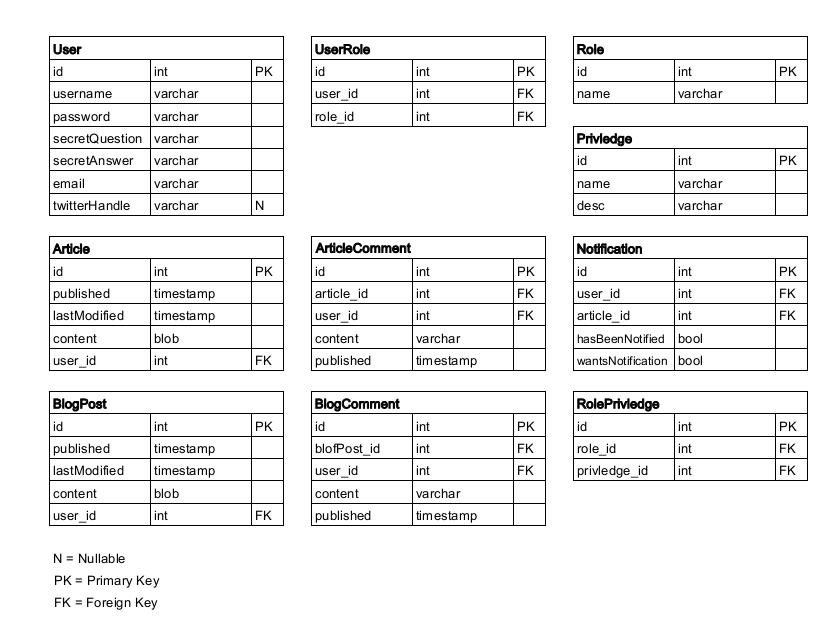 User
id int PK
username varchar
password varchar
secretQuestion varchar
secretAnswer varchar
email varchar
twitterHandle varchar N
UserRole
id int PK
user_id int FK
role_id int FK
Role
id int PK
name varchar
Priviedge
id int PK
name varchar
desc varchar
Article
id int PK
published timestamp
lastModified timestamp
content blob
user_id int FK
ArticleComment
id int PK
article_id int FK
user_id int FK
content varchar
published timestamp
Notification
id int PK
user_id int FK
article_id int FK
hasBeenNotified bool
wantsNotification bool
BlogPost
id int PK
published timestamp
lastModified timestamp
content blob
user_id int FK
BlogComment
id int PK
blofPost_id int FK
user_id int FK
content varchar
published timestamp
RolePrivledge
id int PK
role_id int FK
privledge_id int FK
N = Nullable
PK = Primary Key
FK = Foreign Key